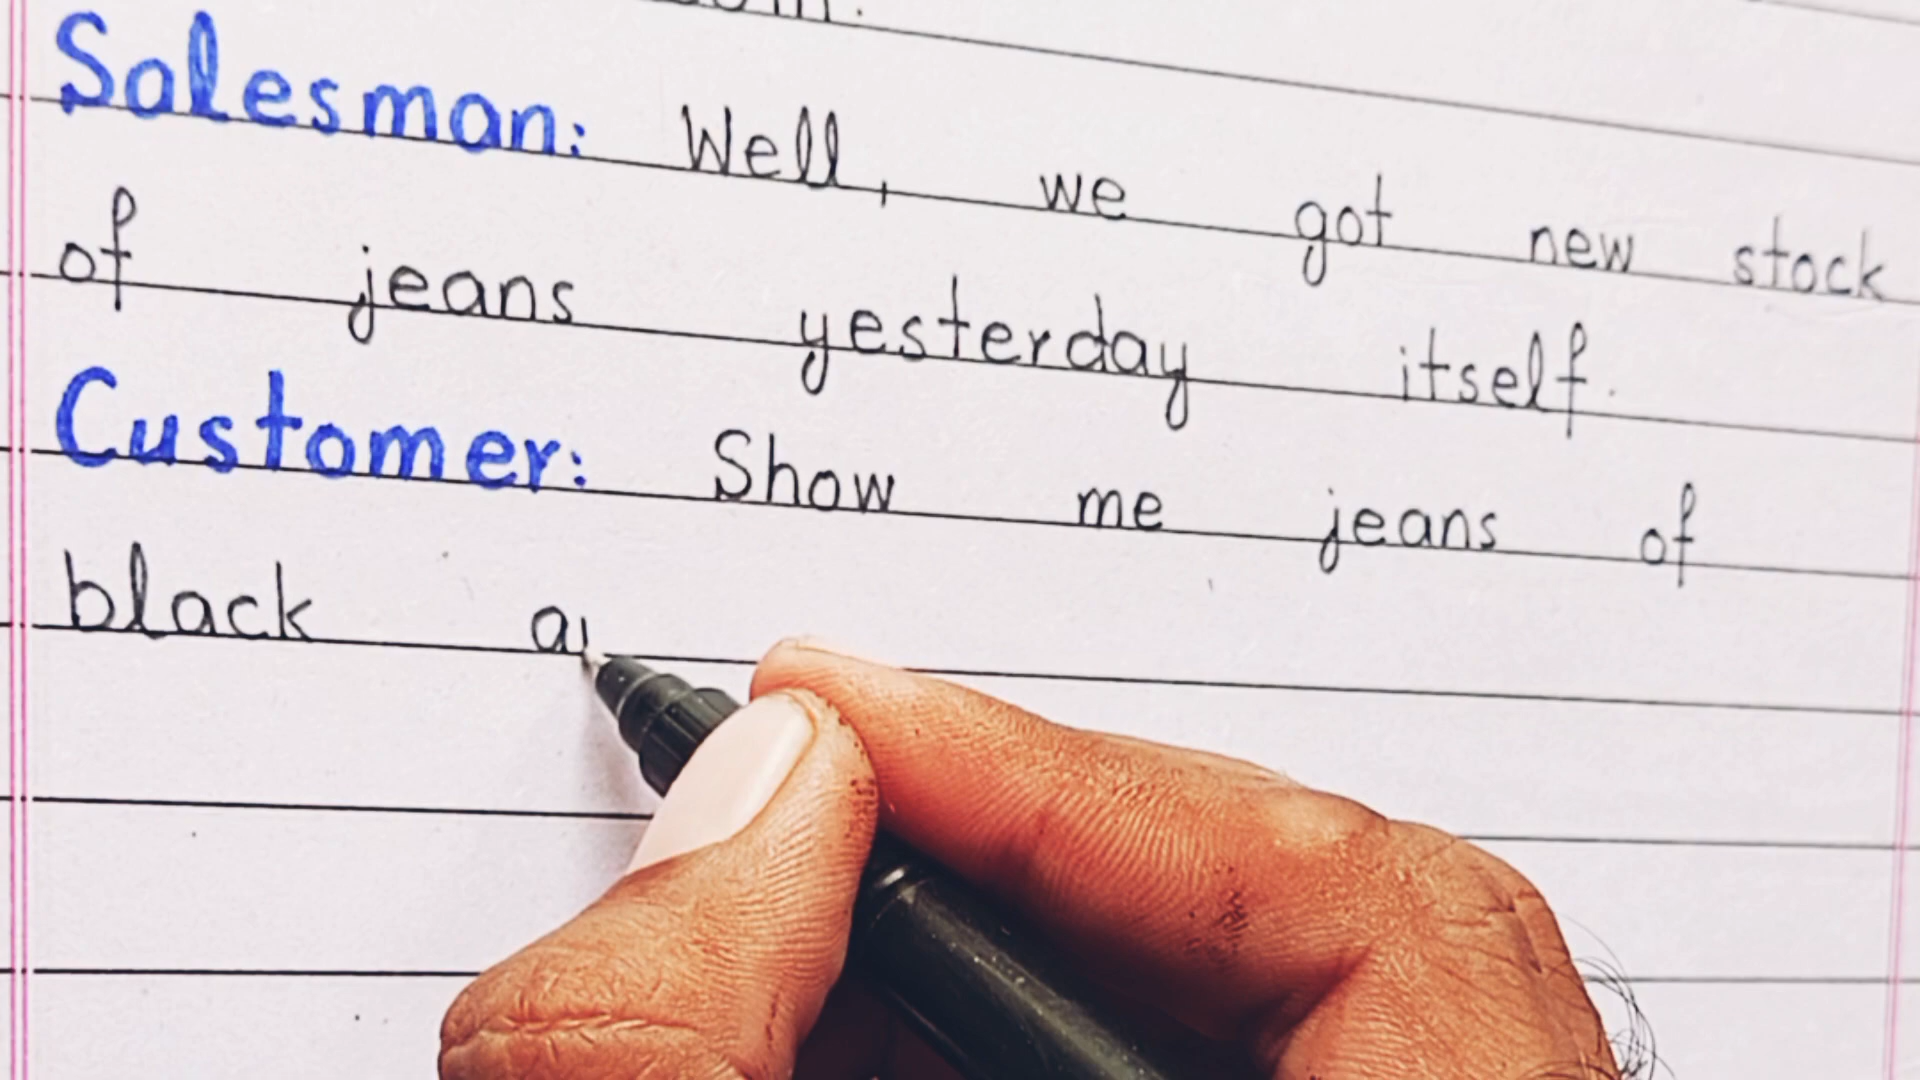 Salesman: Well, we got new stock
of jeans yesterday itself.
Customer: Show me jeans of
black